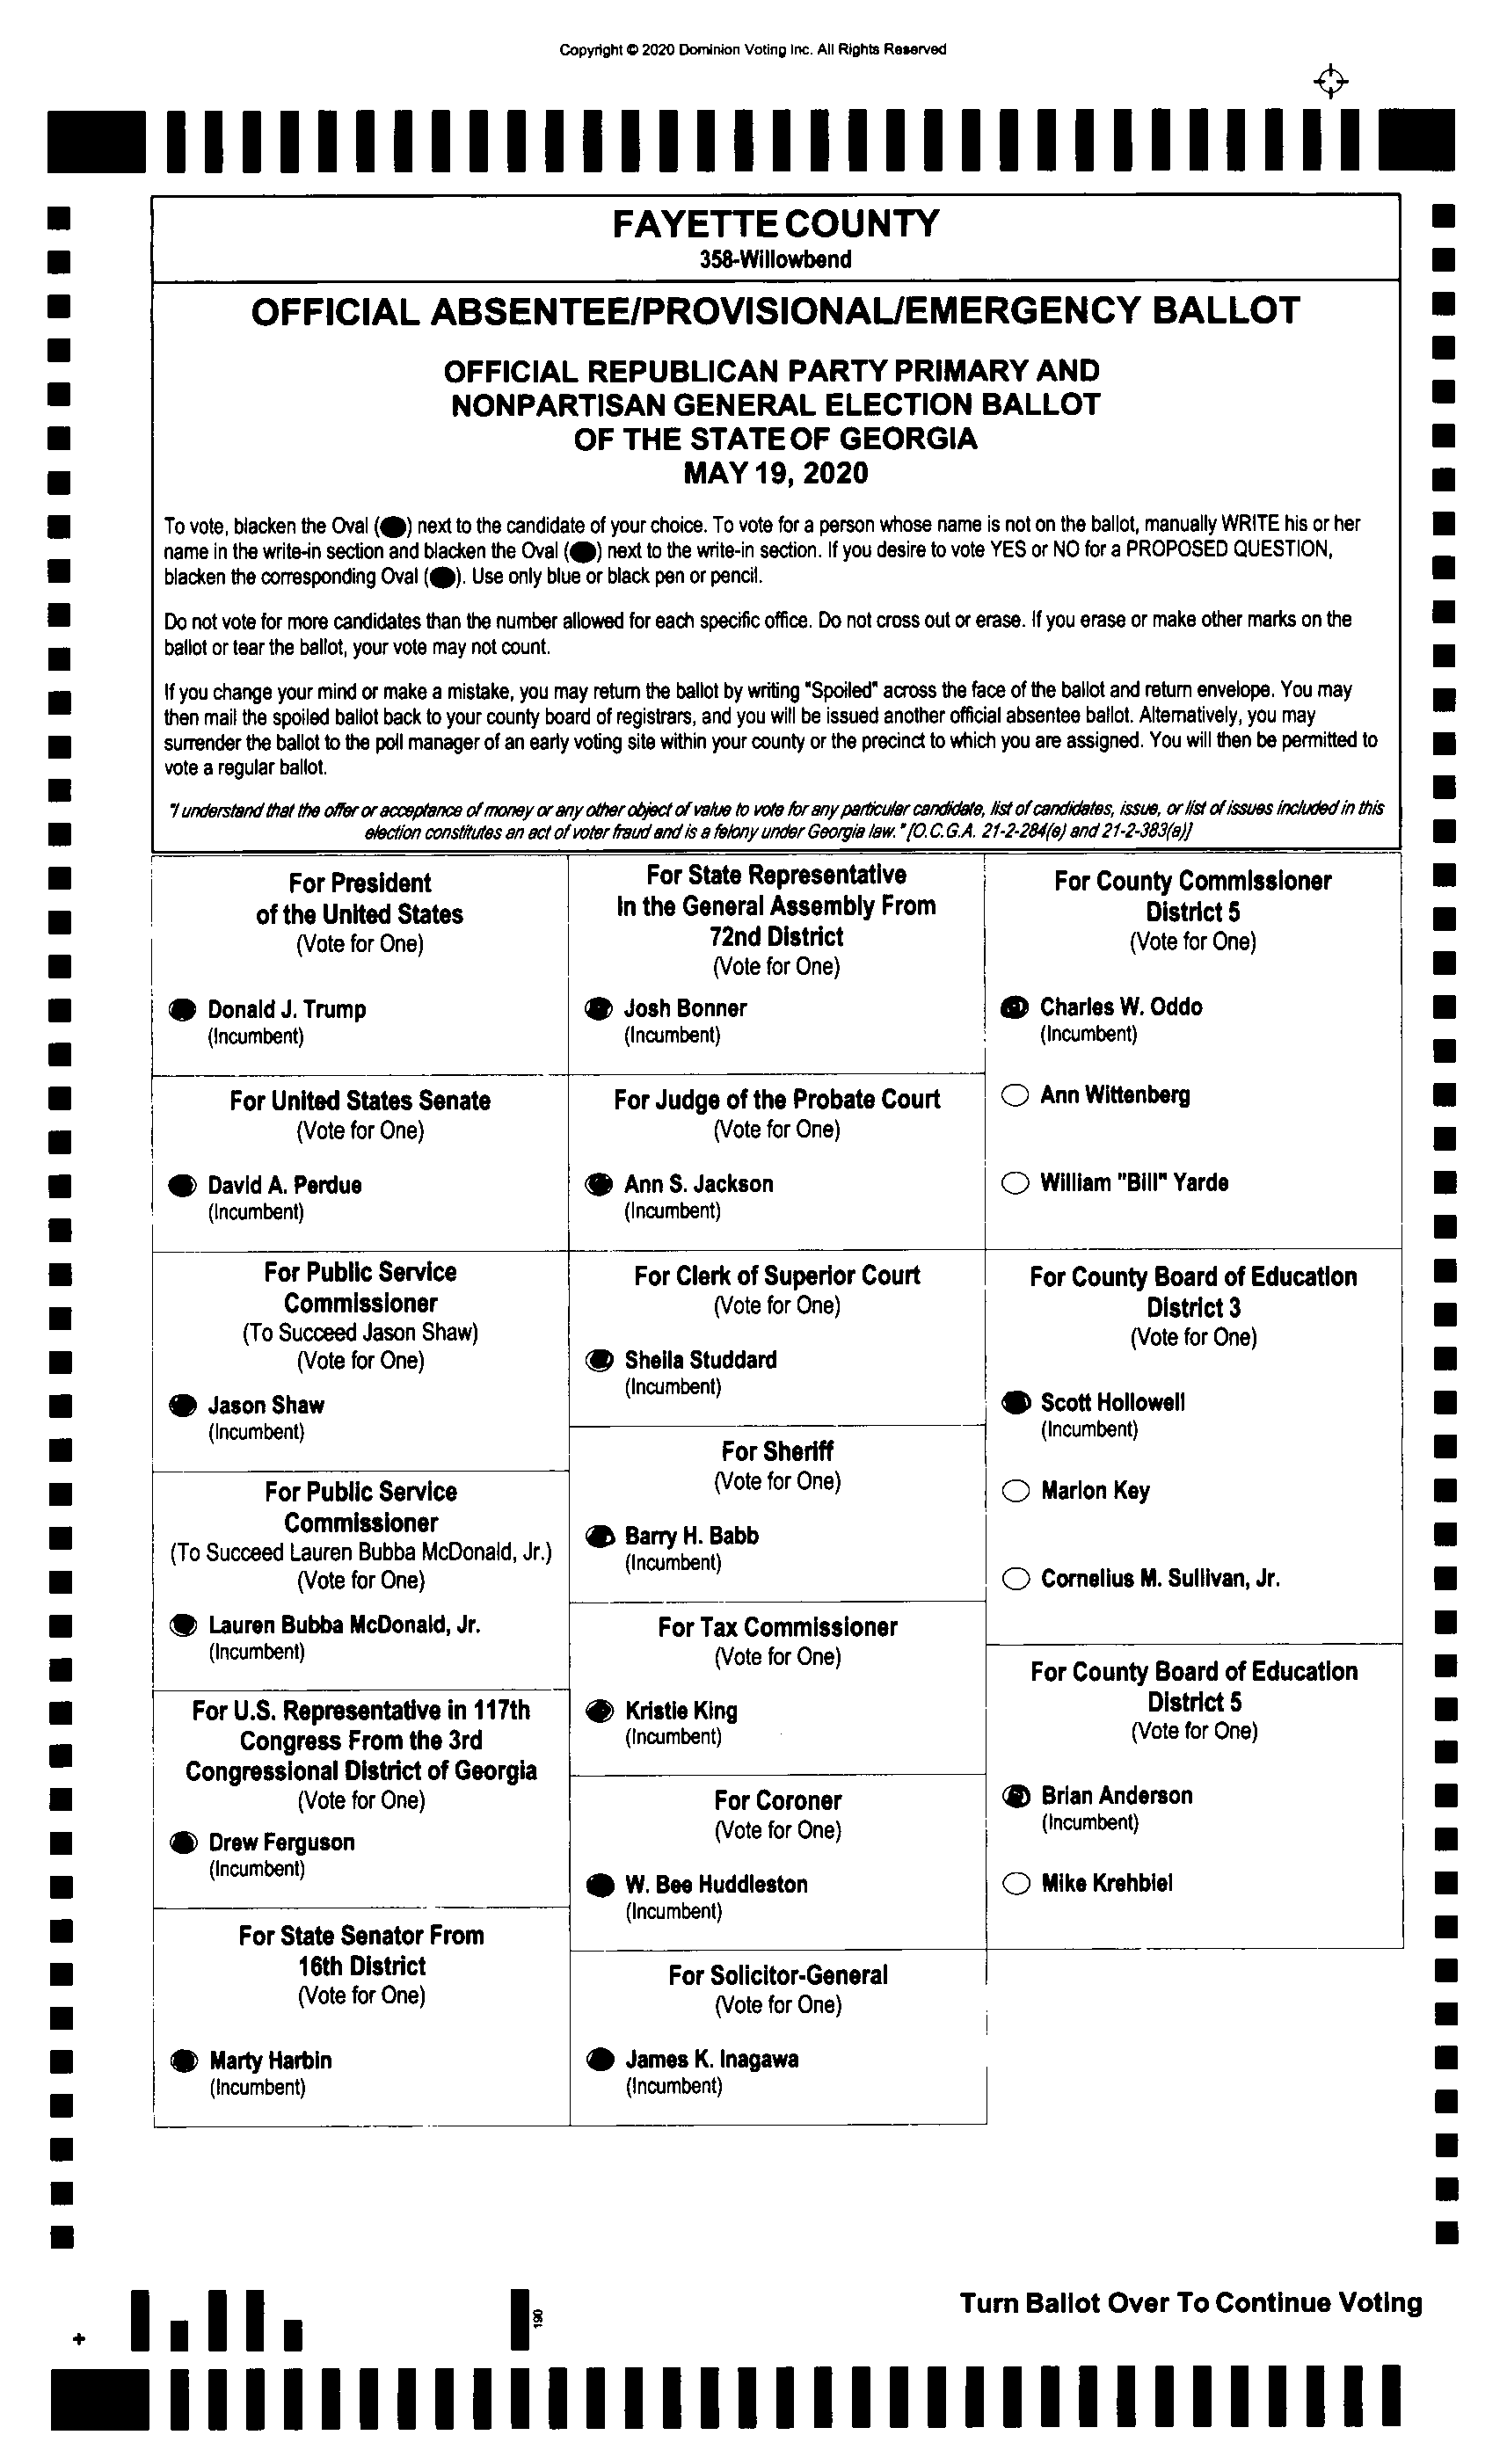 Copyright © 2020 Dominion Voting Inc. All Rights Reserved
FAYETTE COUNTY
358-Willowbend
OFFICIAL ABSENTEE/PROVISIONAL/EMERGENCY BALLOT
OFFICIAL REPUBLICAN PARTY PRIMARY AND
NONPARTISAN GENERAL ELECTION BALLOT
OF THE STATE OF GEORGIA
MAY 19, 2020
To vote, blacken the Oval (●) next to the candidate of your choice. To vote for a person whose name is not on the ballot, manually WRITE his or her
name in the write-in section and blacken the Oval (●) next to the write-in section. If you desire to vote YES or NO for a PROPOSED QUESTION,
blacken the corresponding Oval (●). Use only blue or black pen or pencil.
Do not vote for more candidates than the number allowed for each specific office. Do not cross out or erase. If you erase or make other marks on the
ballot or tear the ballot, your vote may not count.
If you change your mind or make a mistake, you may return the ballot by writing "Spoiled" across the face of the ballot and return envelope. You may
then mail the spoiled ballot back to your county board of registrars, and you will be issued another official absentee ballot. Alternatively, you may
surrender the ballot to the poll manager of an early voting site within your county or the precinct to which you are assigned. You will then be permitted to
vote a regular ballot.
"I understand that the offer or acceptance of money or any other object of value to vote for any particular candidate, list of candidates, issue, or list of issues included in this
election constitutes an act of voter fraud and is a felony under Georgia law." [O.C.G.A. 21-2-284(e) and 21-2-383(a)]
For President
of the United States
(Vote for One)
Donald J. Trump
(Incumbent)
For United States Senate
(Vote for One)
David A. Perdue
(Incumbent)
For Public Service
Commissioner
(To Succeed Jason Shaw)
(Vote for One)
Jason Shaw
(Incumbent)
For Public Service
Commissioner
(To Succeed Lauren Bubba McDonald, Jr.)
(Vote for One)
Lauren Bubba McDonald, Jr.
(Incumbent)
For U.S. Representative in 117th
Congress From the 3rd
Congressional District of Georgia
(Vote for One)
Drew Ferguson
(Incumbent)
For State Senator From
16th District
(Vote for One)
Marty Harbin
(Incumbent)
For State Representative
In the General Assembly From
72nd District
(Vote for One)
Josh Bonner
(Incumbent)
For Judge of the Probate Court
(Vote for One)
Ann S. Jackson
(Incumbent)
For Clerk of Superior Court
(Vote for One)
Sheila Studdard
(Incumbent)
For Sheriff
(Vote for One)
Barry H. Babb
(Incumbent)
For Tax Commissioner
(Vote for One)
Kristie King
(Incumbent)
For Coroner
(Vote for One)
W. Bee Huddleston
(Incumbent)
For Solicitor-General
(Vote for One)
James K. Inagawa
(Incumbent)
For County Commissioner
District 5
(Vote for One)
Charles W. Oddo
(Incumbent)
Ann Wittenberg
William "Bill" Yarde
For County Board of Education
District 3
(Vote for One)
Scott Hollowell
(Incumbent)
Marion Key
Cornelius M. Sullivan, Jr.
For County Board of Education
District 5
(Vote for One)
Brian Anderson
(Incumbent)
Mike Krehbiel
Turn Ballot Over To Continue Voting
190